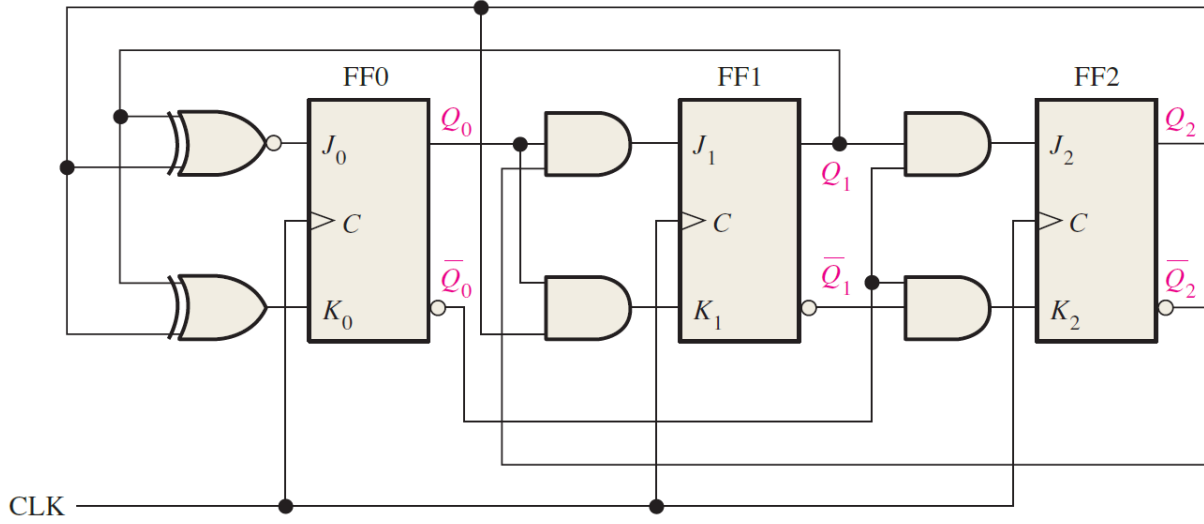 FF0 FF1 FF2
Q₀ Q₂
J₀ J₁ J₂
Q₁
C C C
Q̅₀ Q̅₁ Q̅₂
K₀ K₁ K₂
CLK